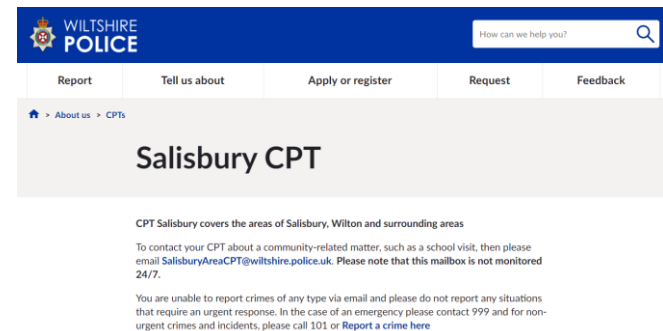 WILTSHIRE
POLICE
How can we help you?
Report
Tell us about
Apply or register
Request
Feedback
> About us > CPTs
Salisbury CPT
CPT Salisbury covers the areas of Salisbury, Wilton and surrounding areas
To contact your CPT about a community-related matter, such as a school visit, then please
email SalisburyAreaCPT@wiltshire.police.uk. Please note that this mailbox is not monitored
24/7.
You are unable to report crimes of any type via email and please do not report any situations
that require an urgent response. In the case of an emergency please contact 999 and for non-
urgent crimes and incidents, please call 101 or Report a crime here